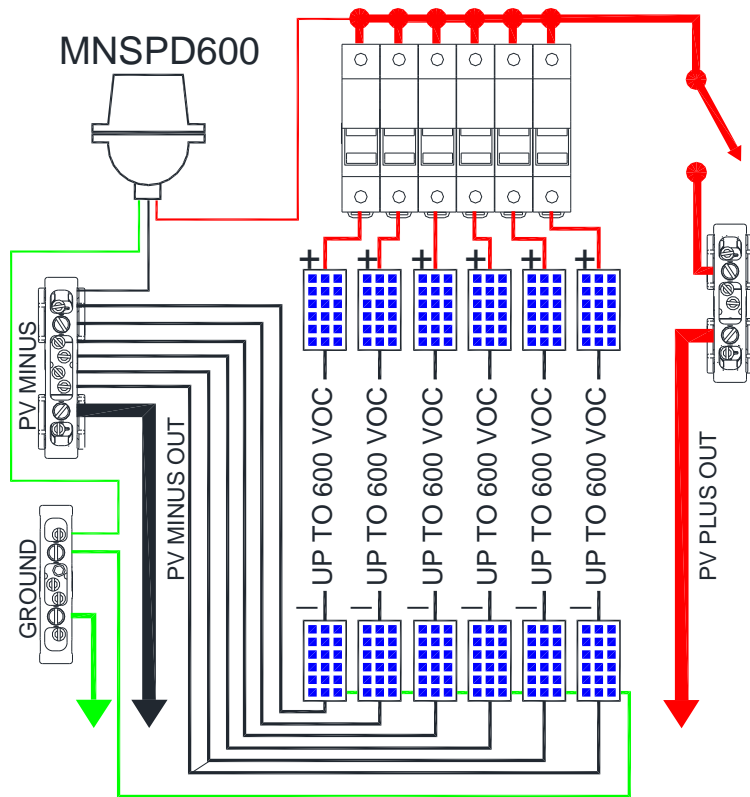 MNSPD600
+ + + + + +
PV MINUS
UP TO 600 VOC
UP TO 600 VOC
UP TO 600 VOC
UP TO 600 VOC
UP TO 600 VOC
UP TO 600 VOC
PV MINUS OUT
PV PLUS OUT
GROUND
– – – – – –